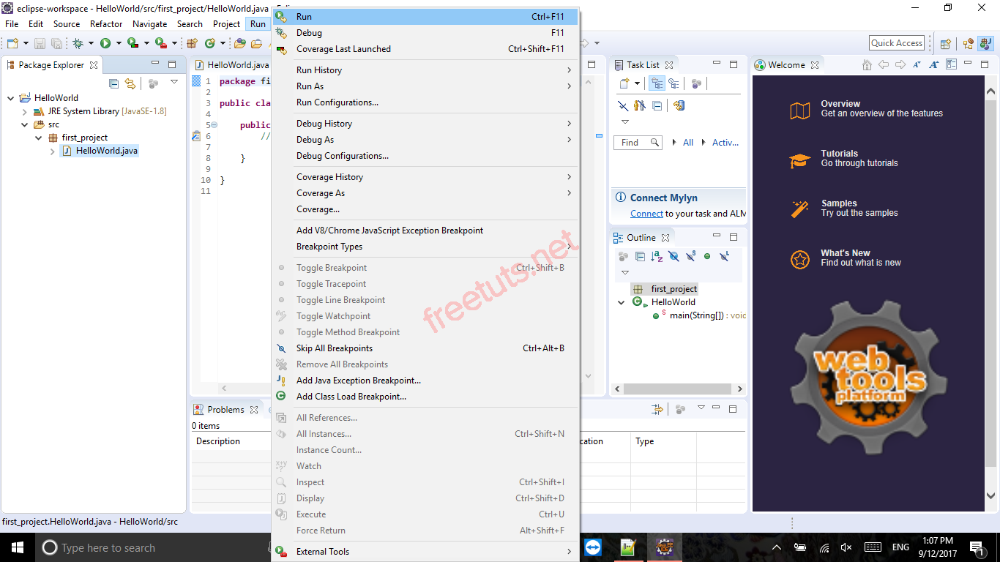 eclipse-workspace - HelloWorld/src/first_project/HelloWorld.java
File Edit Source Refactor Navigate Search Project Run
Quick Access
Package Explorer
HelloWorld
JRE System Library [JavaSE-1.8]
src
first_project
HelloWorld.java
HelloWorld.java
1 package fi
2
3 public cla
4
5 public
6 //
7
8 }
9
10 }
11
Run Ctrl+F11
Debug F11
Coverage Last Launched Ctrl+Shift+F11
Run History
Run As
Run Configurations...
Debug History
Debug As
Debug Configurations...
Coverage History
Coverage As
Coverage...
Add V8/Chrome JavaScript Exception Breakpoint
Breakpoint Types
Toggle Breakpoint Ctrl+Shift+B
Toggle Tracepoint
Toggle Line Breakpoint
Toggle Watchpoint
Toggle Method Breakpoint
Skip All Breakpoints Ctrl+Alt+B
Remove All Breakpoints
Add Java Exception Breakpoint...
Add Class Load Breakpoint...
All References...
All Instances... Ctrl+Shift+N
Instance Count...
Watch
Inspect Ctrl+Shift+I
Display Ctrl+Shift+D
Execute Ctrl+U
Force Return Alt+Shift+F
External Tools
freetuts.net
Task List
Find All Activ...
Connect Mylyn
Connect to your task and ALM
Outline
first_project
HelloWorld
main(String[]) : void
Welcome
Overview
Get an overview of the features
Tutorials
Go through tutorials
Samples
Try out the samples
What's New
Find out what is new
web
tools
platform
Problems
0 items
Description cation Type
first_project.HelloWorld.java - HelloWorld/src
Type here to search
ENG
1:07 PM
9/12/2017
1